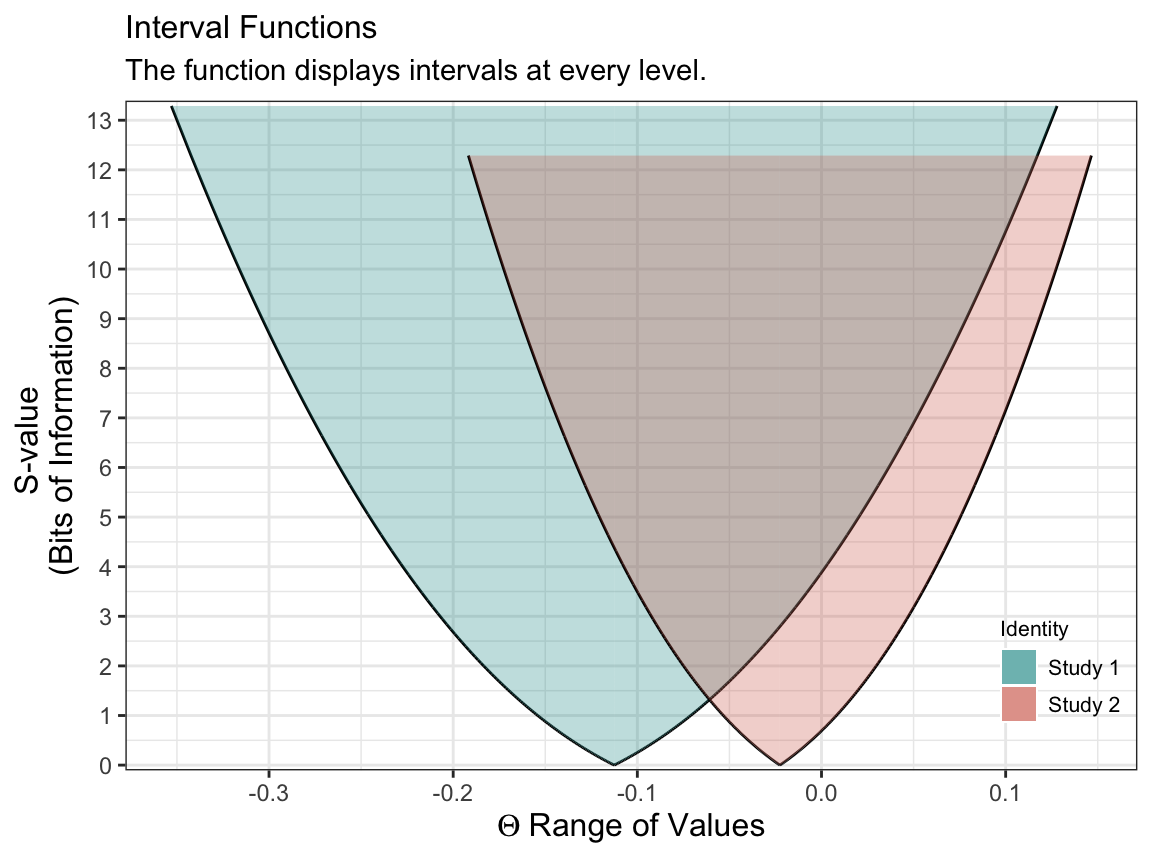 Interval Functions
The function displays intervals at every level.
13
12
11
10
9
8
7
6
5
4
3
2
1
0
S-value
(Bits of Information)
Identity
Study 1
Study 2
-0.3
-0.2
-0.1
0.0
0.1
Θ Range of Values